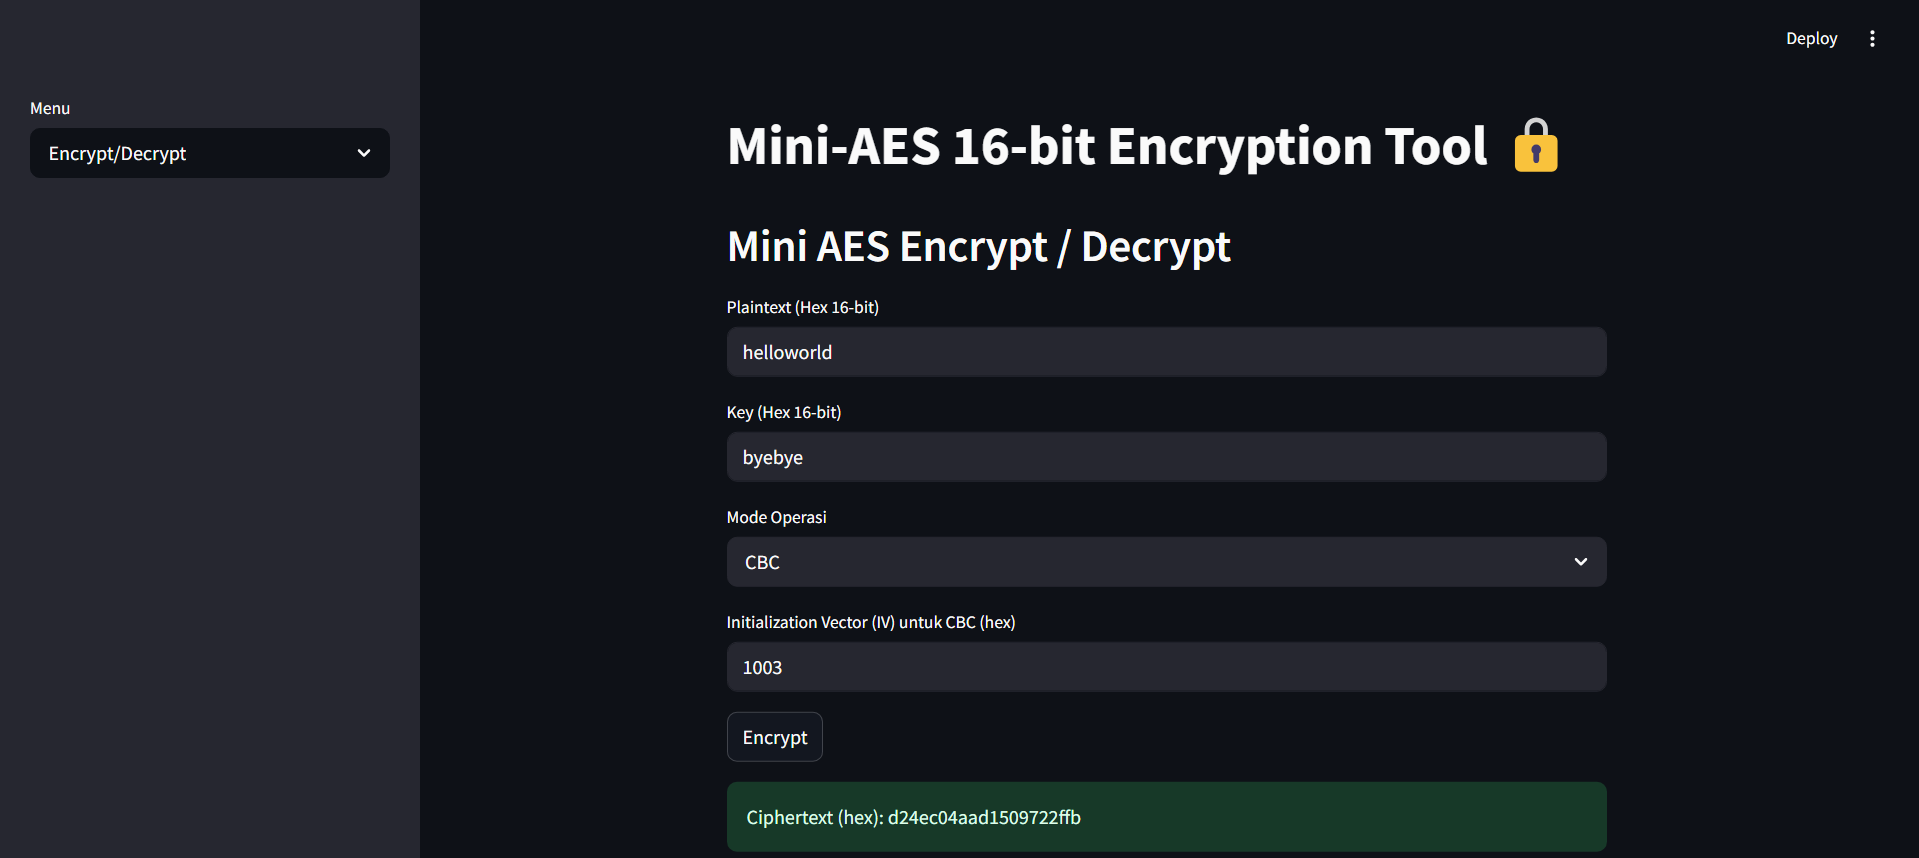 Deploy
Menu
Encrypt/Decrypt
Mini-AES 16-bit Encryption Tool
Mini AES Encrypt / Decrypt
Plaintext (Hex 16-bit)
helloworld
Key (Hex 16-bit)
byebye
Mode Operasi
CBC
Initialization Vector (IV) untuk CBC (hex)
1003
Encrypt
Ciphertext (hex): d24ec04aad1509722ffb